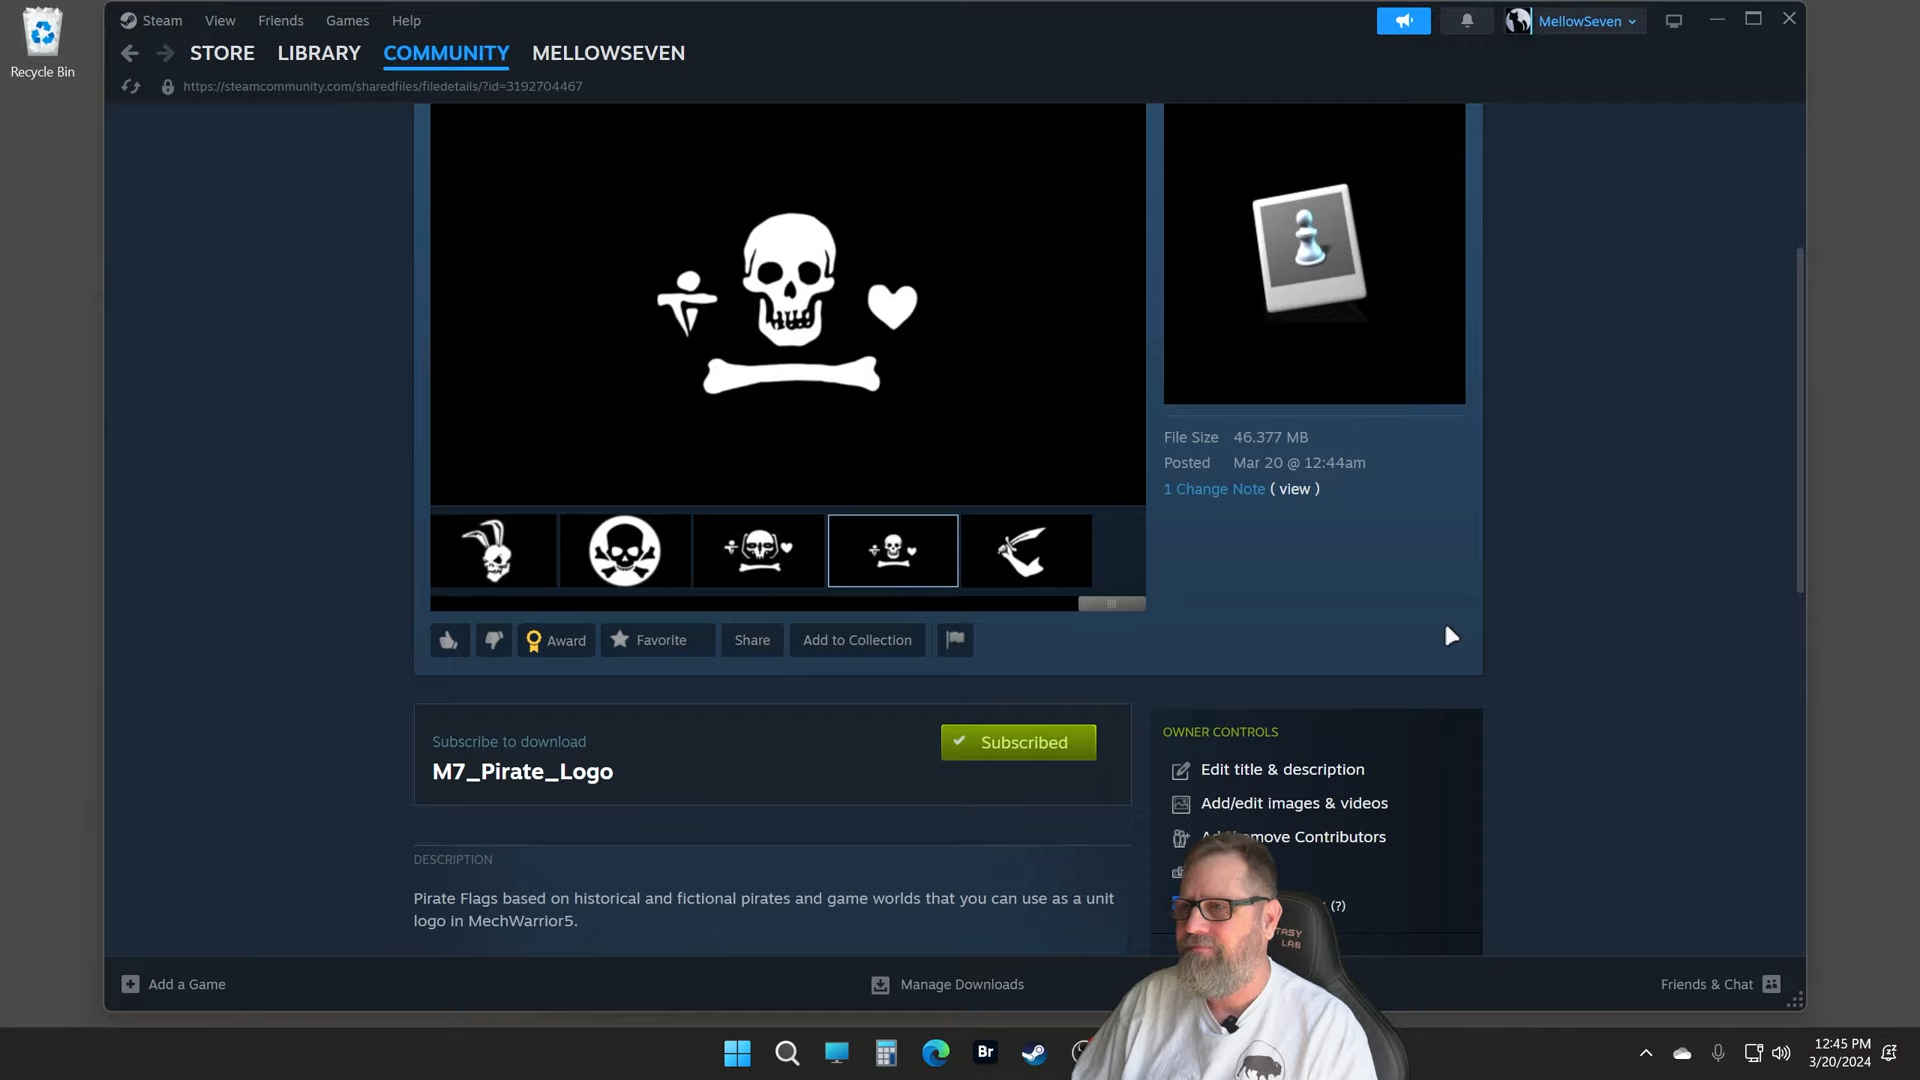 Steam View Friends Games Help MellowSeven
Recycle Bin
STORE LIBRARY COMMUNITY MELLOWSEVEN
https://steamcommunity.com/sharedfiles/filedetails/?id=3192704467
File Size 46.377 MB
Posted Mar 20 @ 12:44am
1 Change Note ( view )
Award Favorite Share Add to Collection
Subscribe to download
M7_Pirate_Logo
Subscribed
OWNER CONTROLS
Edit title & description
Add/edit images & videos
Contributors
(?)
DESCRIPTION
Pirate Flags based on historical and fictional pirates and game worlds that you can use as a unit
logo in MechWarrior5.
LAB
Add a Game Manage Downloads Friends & Chat
Br
12:45 PM
3/20/2024